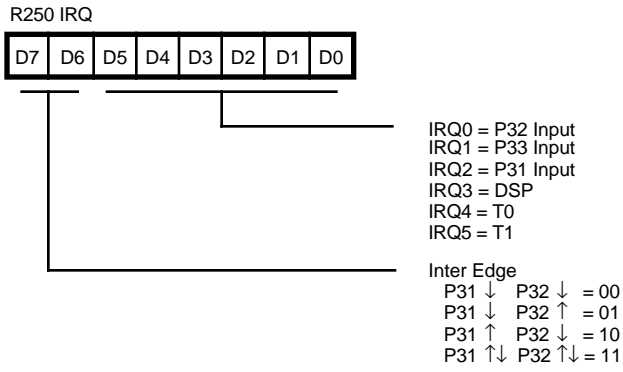 R250 IRQ
D7 D6 D5 D4 D3 D2 D1 D0
IRQ0 = P32 Input
IRQ1 = P33 Input
IRQ2 = P31 Input
IRQ3 = DSP
IRQ4 = T0
IRQ5 = T1
Inter Edge
P31 ↓ P32 ↓ = 00
P31 ↓ P32 ↑ = 01
P31 ↑ P32 ↓ = 10
P31 ↑↓ P32 ↑↓ = 11